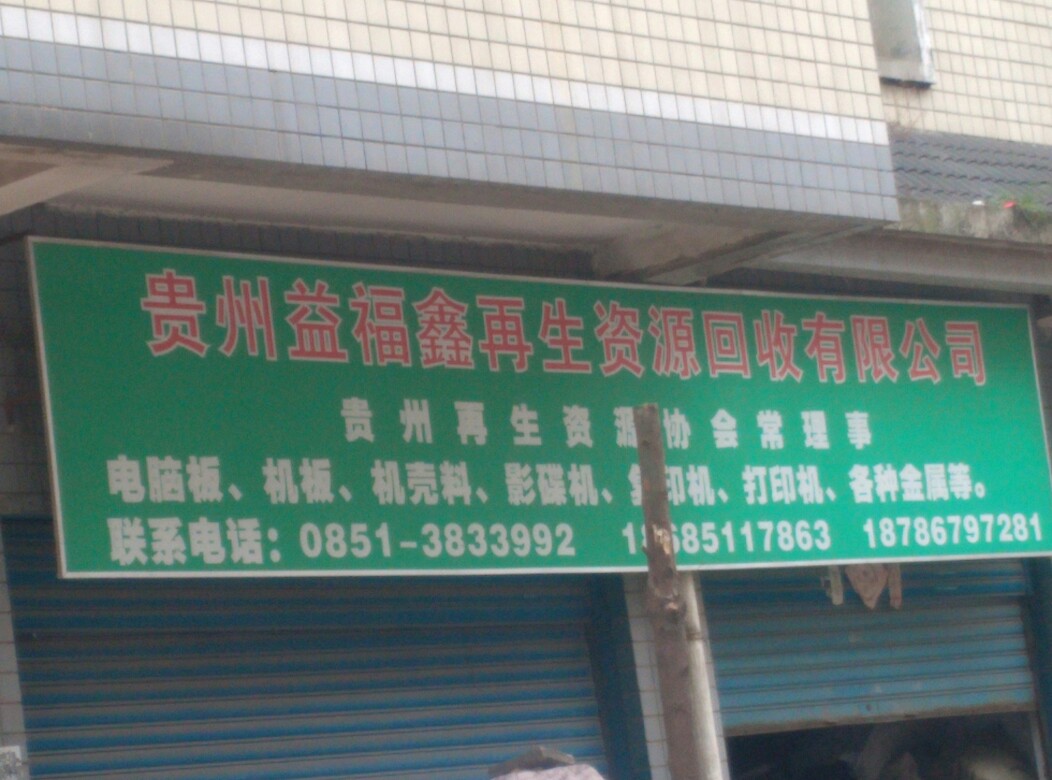 贵州益福鑫再生资源回收有限公司
贵州再生资源协会常理事
电脑板、机板、机壳料、影碟机、复印机、打印机、各种金属等。
联系电话：0851-3833992 18685117863 18786797281